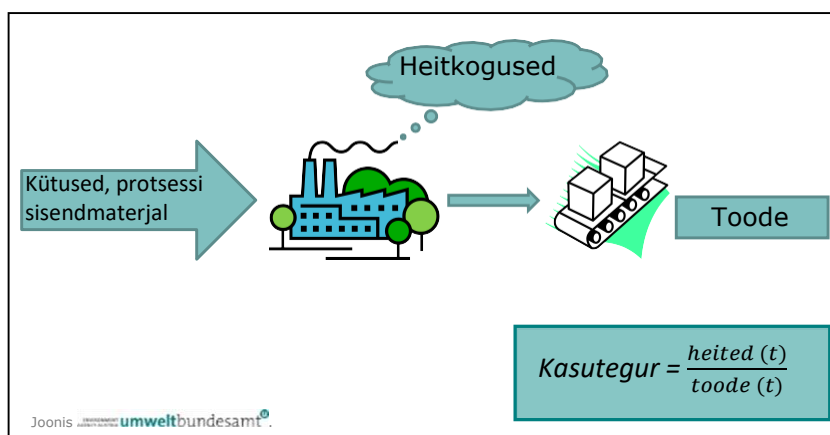 Heitkogused
Kütused, protsessi
sisendmaterjal
Toode
Kasutegur = heited (t) / toode (t)
Joonis umweltbundesamt.